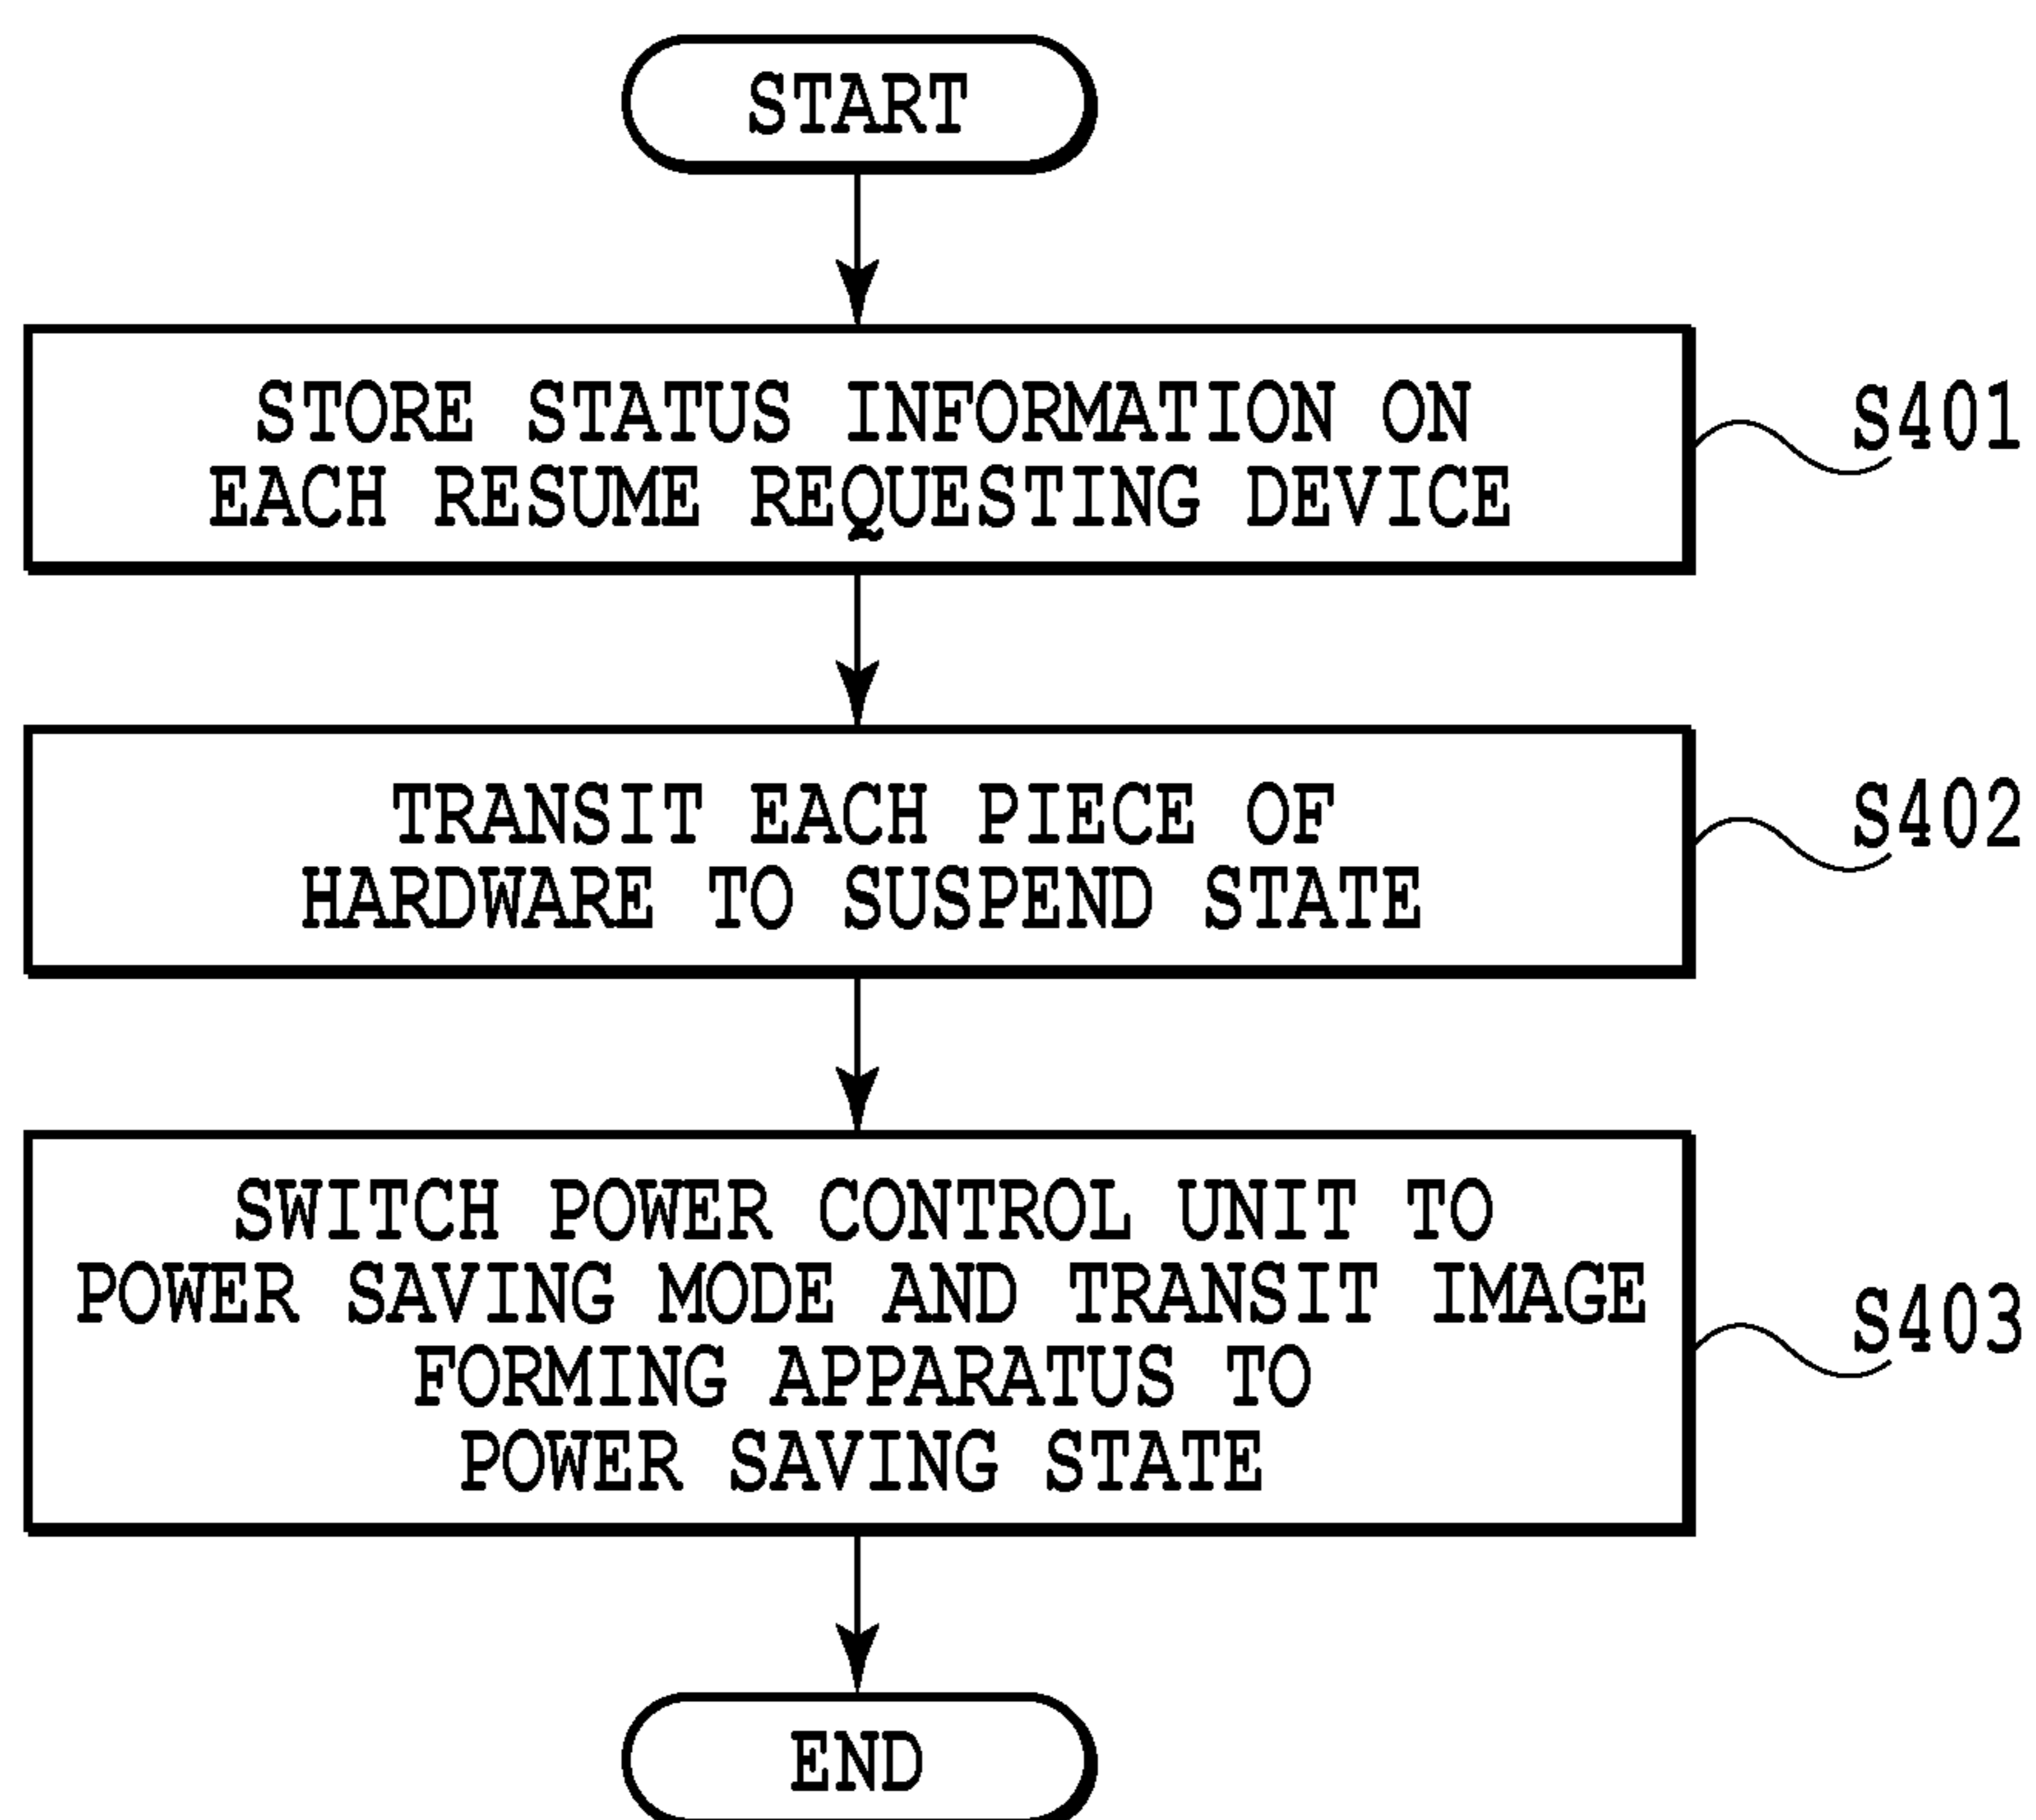 START
STORE STATUS INFORMATION ON
EACH RESUME REQUESTING DEVICE
S401
TRANSIT EACH PIECE OF
HARDWARE TO SUSPEND STATE
S402
SWITCH POWER CONTROL UNIT TO
POWER SAVING MODE AND TRANSIT IMAGE
FORMING APPARATUS TO
POWER SAVING STATE
S403
END